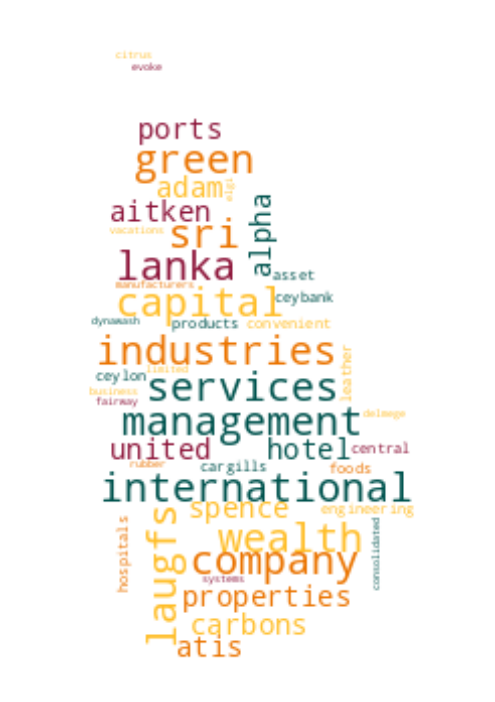 citrus
evoke
ports
green
adam
elgi
aitken
alpha
vacations
sri
lanka
asset
manufacturers
capital
ceybank
dynawash
products
convenient
industries
limited
leather
ceylon
services
business
fairway
management
delmege
united
hotel
central
rubber
cargills
foods
international
spence
engineering
laugfs
hospitals
consolidated
wealth
company
systems
properties
carbons
atis